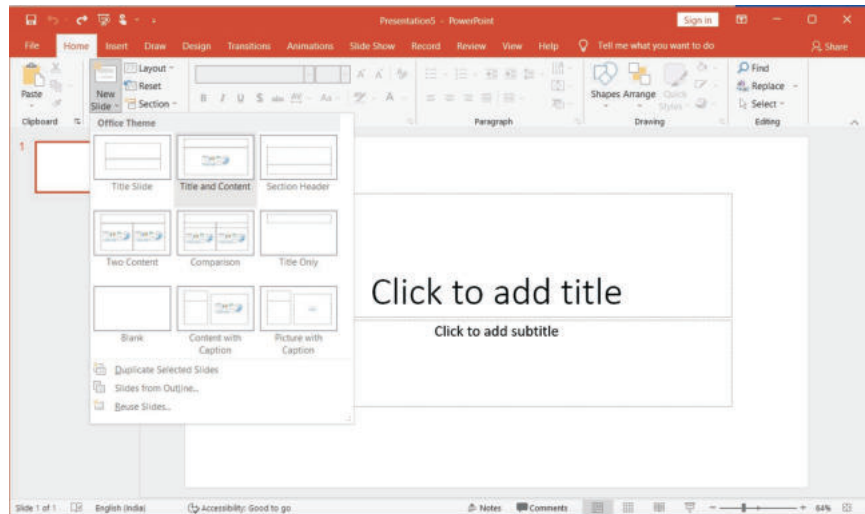 Presentation5 - PowerPoint
Sign in
File Home Insert Draw Design Transitions Animations Slide Show Record Review View Help Tell me what you want to do Share
Paste
New Slide
Layout
Reset
Section
B I U S abc AV Aa
A A
A
Shapes Arrange Quick Styles
Find
Replace
Select
Clipboard
Paragraph
Drawing
Editing
Office Theme
Title Slide
Title and Content
Section Header
Two Content
Comparison
Title Only
Blank
Content with Caption
Picture with Caption
Duplicate Selected Slides
Slides from Outline...
Reuse Slides...
1
Click to add title
Click to add subtitle
Slide 1 of 1 English (India) Accessibility: Good to go Notes Comments 64%